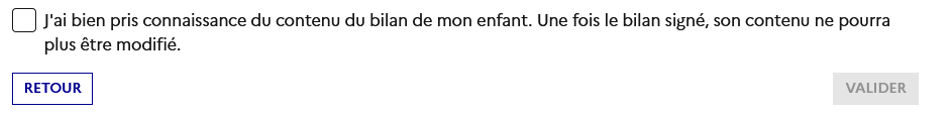 J'ai bien pris connaissance du contenu du bilan de mon enfant. Une fois le bilan signé, son contenu ne pourra
plus être modifié.
RETOUR
VALIDER